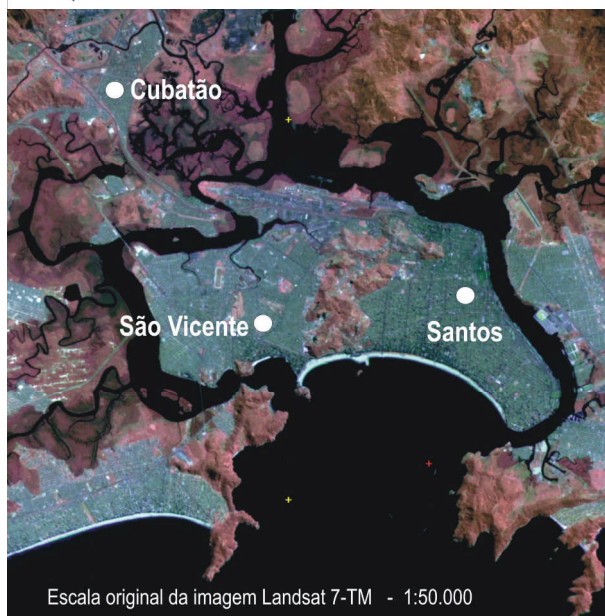 Cubatão
São Vicente
Santos
Escala original da imagem Landsat 7-TM - 1:50.000